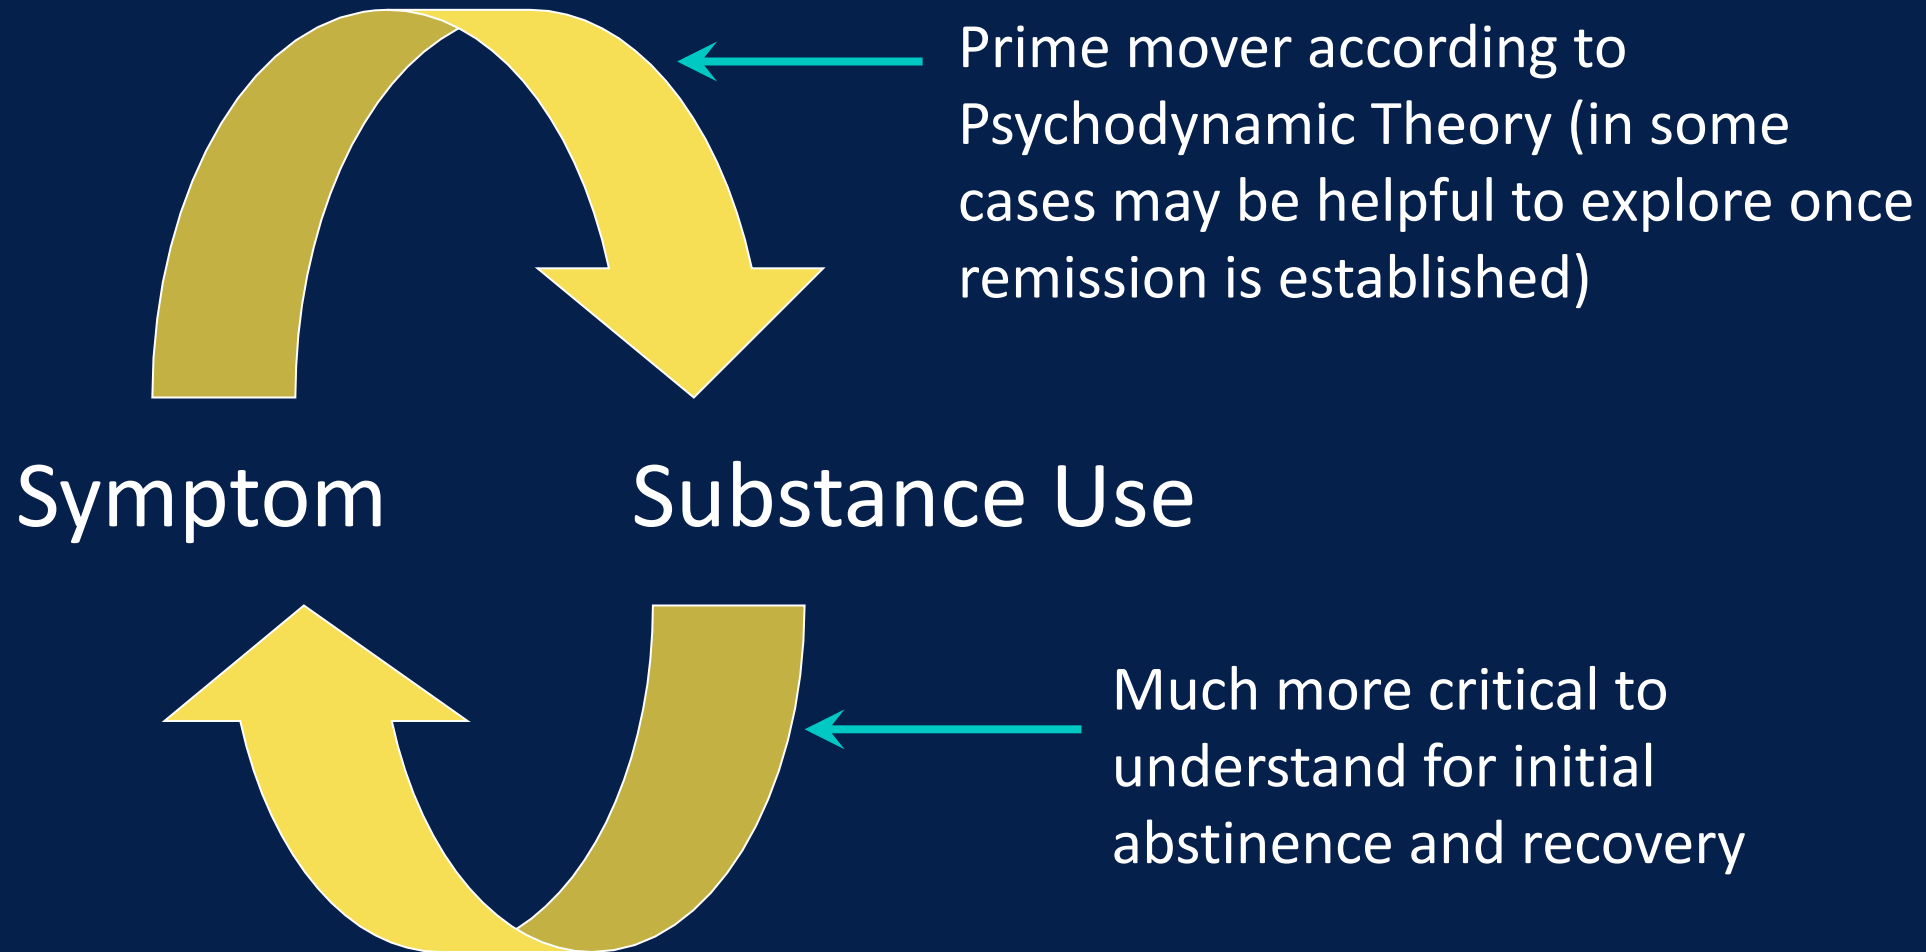 Prime mover according to
Psychodynamic Theory (in some
cases may be helpful to explore once
remission is established)
Symptom
Substance Use
Much more critical to
understand for initial
abstinence and recovery